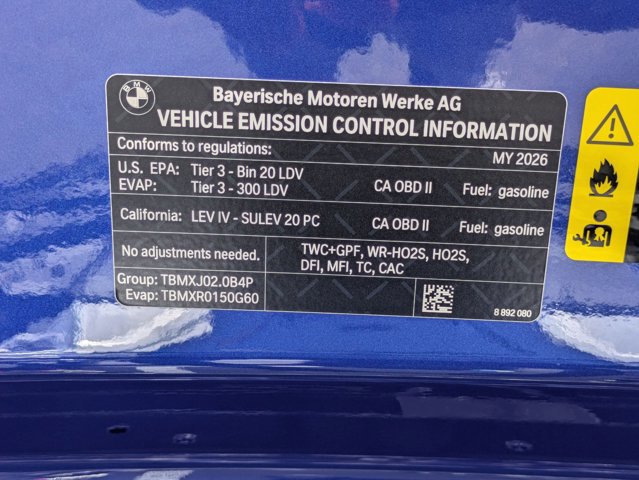 BMW
Bayerische Motoren Werke AG
VEHICLE EMISSION CONTROL INFORMATION
Conforms to regulations: MY 2026
U.S. EPA: Tier 3 - Bin 20 LDV
EVAP: Tier 3 - 300 LDV CA OBD II Fuel: gasoline
California: LEV IV - SULEV 20 PC CA OBD II Fuel: gasoline
No adjustments needed.
TWC+GPF, WR-HO2S, HO2S,
DFI, MFI, TC, CAC
Group: TBMXJ02.0B4P
Evap: TBMXR0150G60
8 892 080